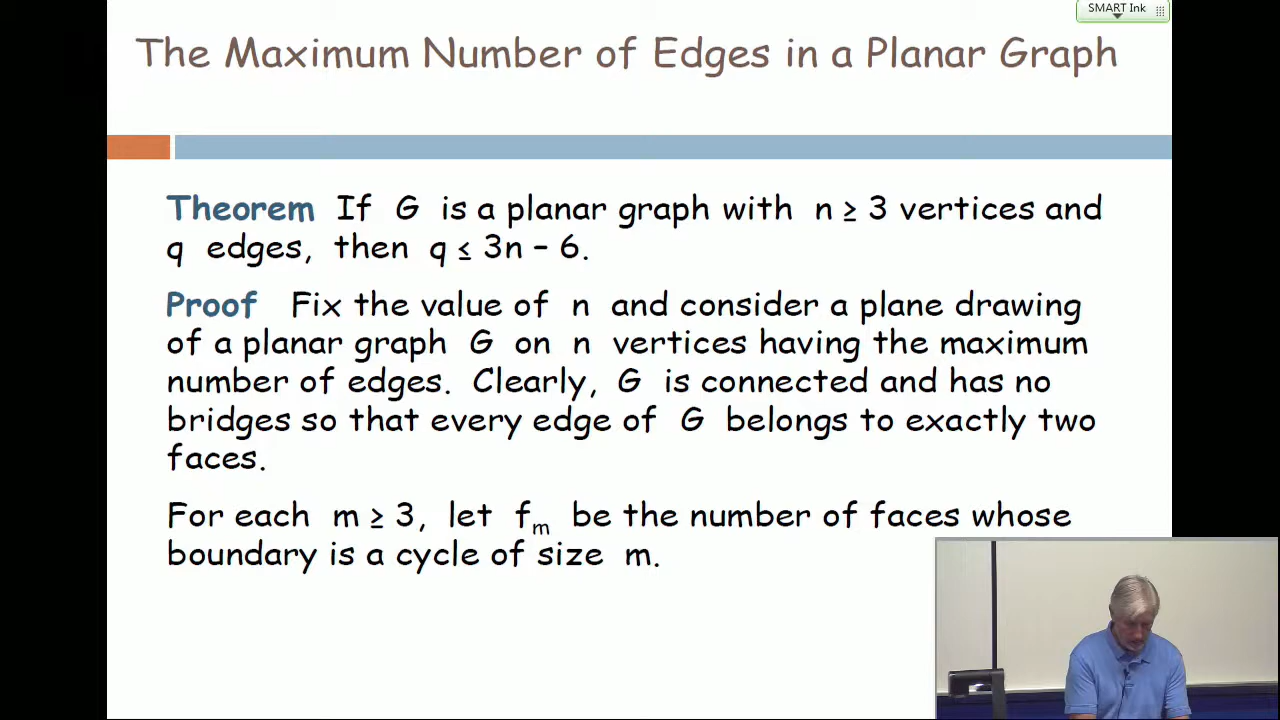 SMART Ink
The Maximum Number of Edges in a Planar Graph
Theorem If G is a planar graph with n ≥ 3 vertices and
q edges, then q ≤ 3n – 6.
Proof Fix the value of n and consider a plane drawing
of a planar graph G on n vertices having the maximum
number of edges. Clearly, G is connected and has no
bridges so that every edge of G belongs to exactly two
faces.
For each m ≥ 3, let fₘ be the number of faces whose
boundary is a cycle of size m.